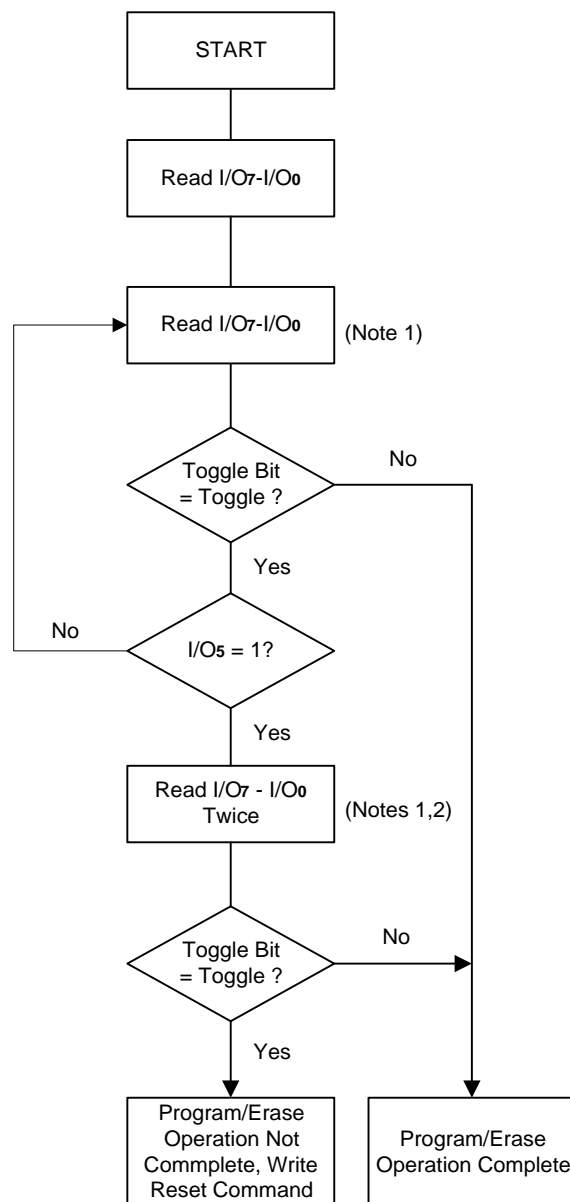 START
Read I/O7-I/O0
Read I/O7-I/O0
(Note 1)
Toggle Bit
= Toggle ?
No
Yes
No
I/O5 = 1?
Yes
Read I/O7 - I/O0
Twice
(Notes 1,2)
Toggle Bit
= Toggle ?
No
Yes
Program/Erase
Operation Not
Commplete, Write
Reset Command
Program/Erase
Operation Complete